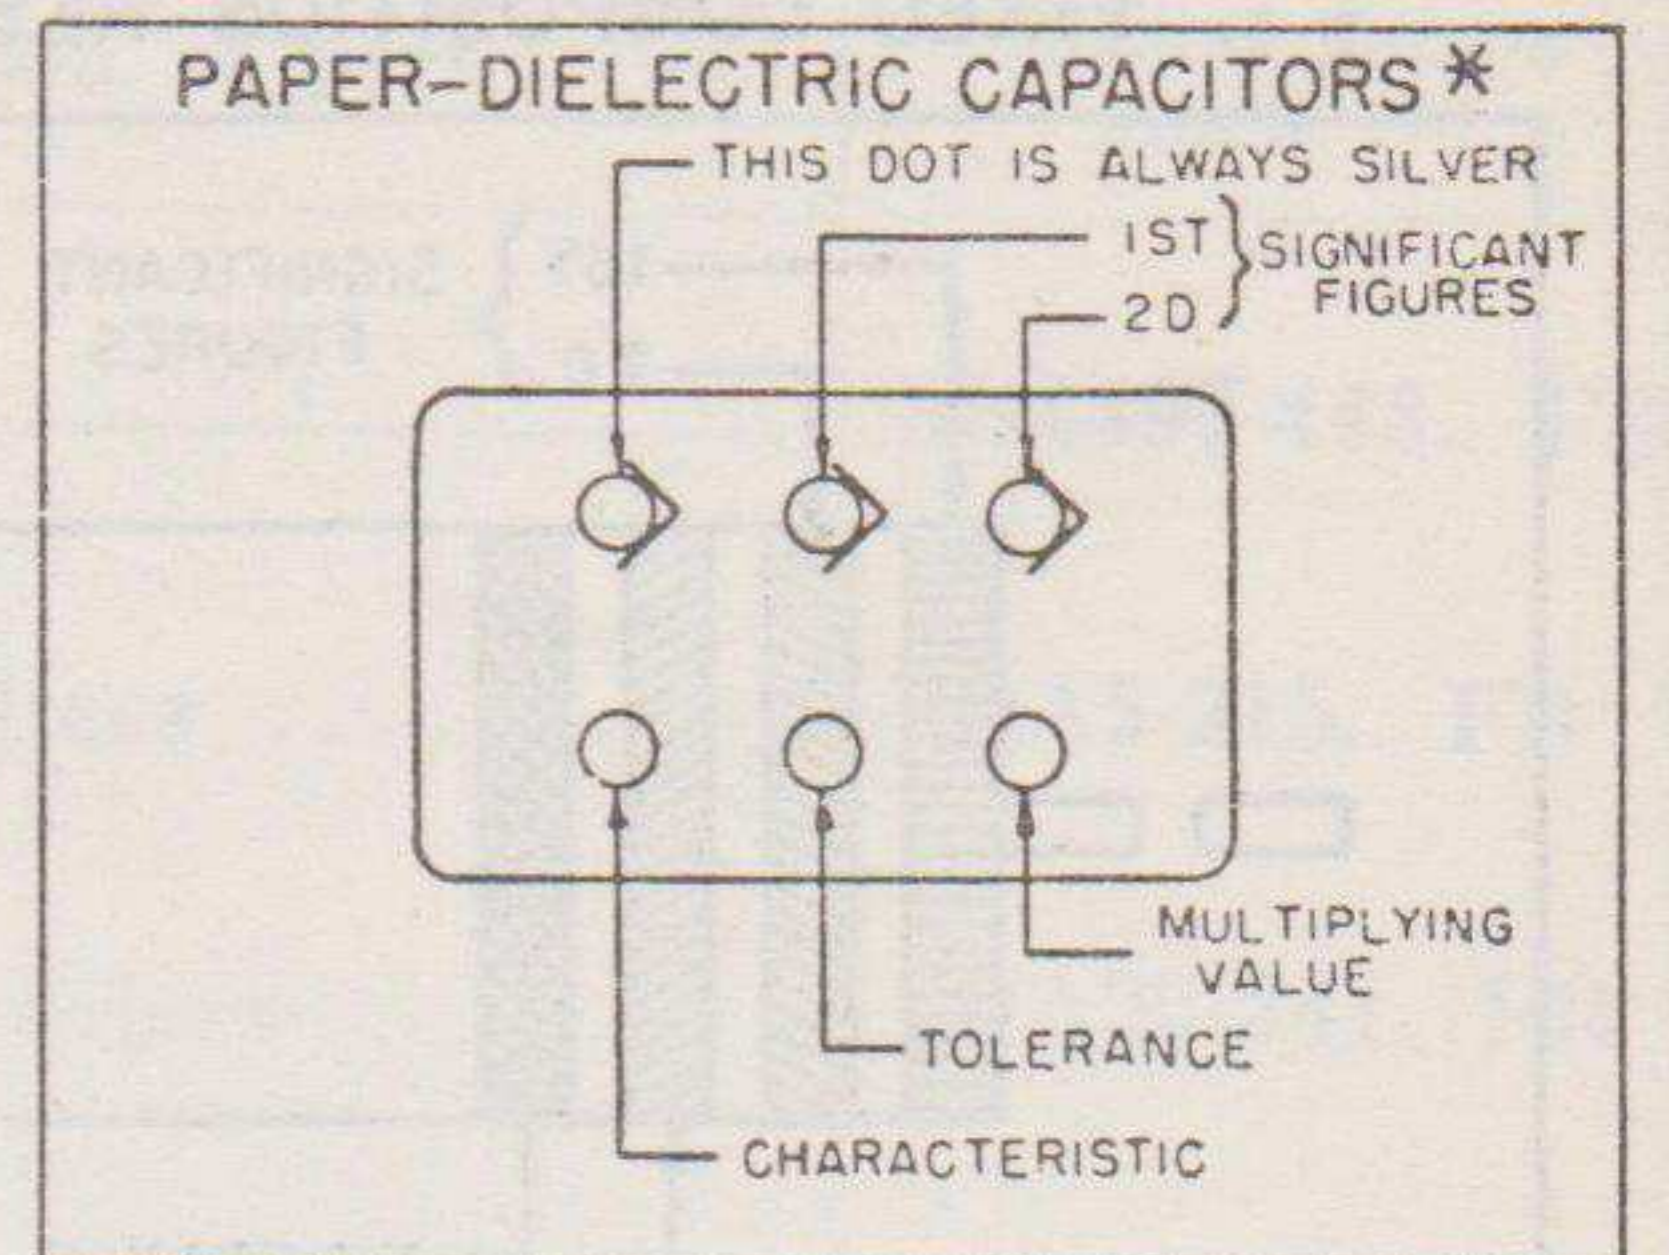 PAPER-DIELECTRIC CAPACITORS*
THIS DOT IS ALWAYS SILVER
1ST
2D
SIGNIFICANT
FIGURES
MULTIPLYING
VALUE
TOLERANCE
CHARACTERISTIC